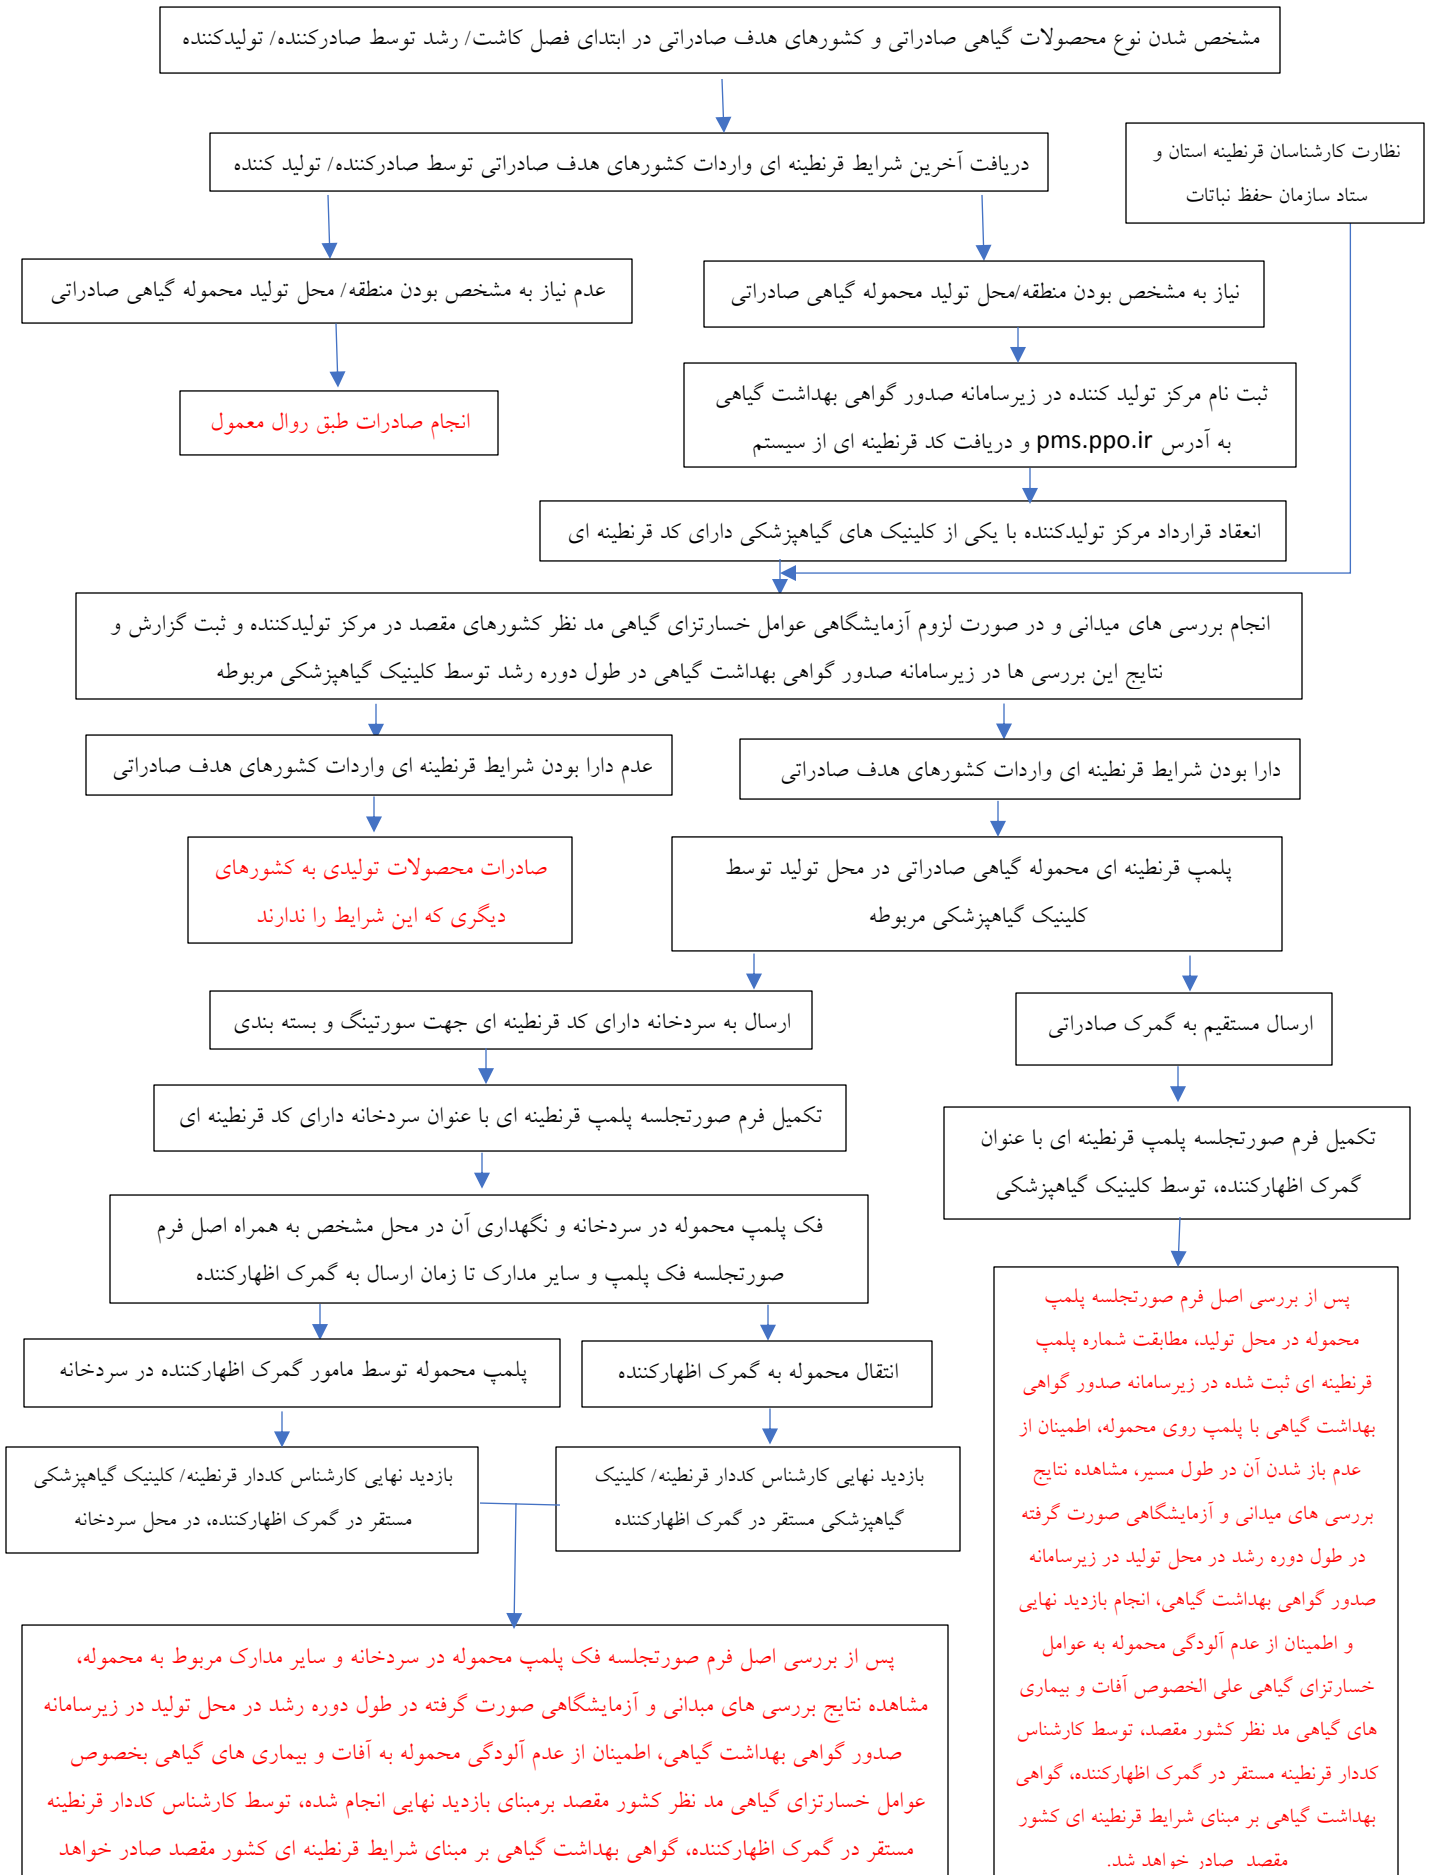 مشخص شدن نوع محصولات گیاهی صادراتی و کشورهای هدف صادراتی در ابتدای فصل کاشت/ رشد توسط صادرکننده/ تولیدکننده
دریافت آخرین شرایط قرنطینه ای واردات کشورهای هدف صادراتی توسط صادرکننده/ تولید کننده
نظارت کارشناسان قرنطینه استان و
ستاد سازمان حفظ نباتات
نیاز به مشخص بودن منطقه/محل تولید محموله گیاهی صادراتی
عدم نیاز به مشخص بودن منطقه/ محل تولید محموله گیاهی صادراتی
ثبت نام مرکز تولید کننده در زیرسامانه صدور گواهی بهداشت گیاهی
به آدرس pms.ppo.ir و دریافت کد قرنطینه ای از سیستم
انجام صادرات طبق روال معمول
انعقاد قرارداد مرکز تولیدکننده با یکی از کلینیک های گیاهپزشکی دارای کد قرنطینه ای
انجام بررسی های میدانی و در صورت لزوم آزمایشگاهی عوامل خسارتزای گیاهی مد نظر کشورهای مقصد در مرکز تولیدکننده و ثبت گزارش و
نتایج این بررسی ها در زیرسامانه صدور گواهی بهداشت گیاهی در طول دوره رشد توسط کلینیک گیاهپزشکی مربوطه
دارا بودن شرایط قرنطینه ای واردات کشورهای هدف صادراتی
عدم دارا بودن شرایط قرنطینه ای واردات کشورهای هدف صادراتی
پلمپ قرنطینه ای محموله گیاهی صادراتی در محل تولید توسط
کلینیک گیاهپزشکی مربوطه
صادرات محصولات تولیدی به کشورهای
دیگری که این شرایط را ندارند
ارسال مستقیم به گمرک صادراتی
ارسال به سردخانه دارای کد قرنطینه ای جهت سورتینگ و بسته بندی
تکمیل فرم صورتجلسه پلمپ قرنطینه ای با عنوان
گمرک اظهارکننده، توسط کلینیک گیاهپزشکی
تکمیل فرم صورتجلسه پلمپ قرنطینه ای با عنوان سردخانه دارای کد قرنطینه ای
فک پلمپ محموله در سردخانه و نگهداری آن در محل مشخص به همراه اصل فرم
صورتجلسه فک پلمپ و سایر مدارک تا زمان ارسال به گمرک اظهارکننده
پس از بررسی اصل فرم صورتجلسه پلمپ
محموله در محل تولید، مطابقت شماره پلمپ
قرنطینه ای ثبت شده در زیرسامانه صدور گواهی
بهداشت گیاهی با پلمپ روی محموله، اطمینان از
عدم باز شدن آن در طول مسیر، مشاهده نتایج
بررسی های میدانی و آزمایشگاهی صورت گرفته
در طول دوره رشد در محل تولید در زیرسامانه
صدور گواهی بهداشت گیاهی، انجام بازدید نهایی
و اطمینان از عدم آلودگی محموله به عوامل
خسارتزای گیاهی علی الخصوص آفات و بیماری
های گیاهی مد نظر کشور مقصد، توسط کارشناس
کددار قرنطینه مستقر در گمرک اظهارکننده، گواهی
بهداشت گیاهی بر مبنای شرایط قرنطینه ای کشور
مقصد صادر خواهد شد.
انتقال محموله به گمرک اظهارکننده
پلمپ محموله توسط مامور گمرک اظهارکننده در سردخانه
بازدید نهایی کارشناس کددار قرنطینه/ کلینیک
گیاهپزشکی مستقر در گمرک اظهارکننده
بازدید نهایی کارشناس کددار قرنطینه/ کلینیک گیاهپزشکی
مستقر در گمرک اظهارکننده، در محل سردخانه
پس از بررسی اصل فرم صورتجلسه فک پلمپ محموله در سردخانه و سایر مدارک مربوط به محموله،
مشاهده نتایج بررسی های میدانی و آزمایشگاهی صورت گرفته در طول دوره رشد در محل تولید در زیرسامانه
صدور گواهی بهداشت گیاهی، اطمینان از عدم آلودگی محموله به آفات و بیماری های گیاهی بخصوص
عوامل خسارتزای گیاهی مد نظر کشور مقصد برمبنای بازدید نهایی انجام شده، توسط کارشناس کددار قرنطینه
مستقر در گمرک اظهارکننده، گواهی بهداشت گیاهی بر مبنای شرایط قرنطینه ای کشور مقصد صادر خواهد